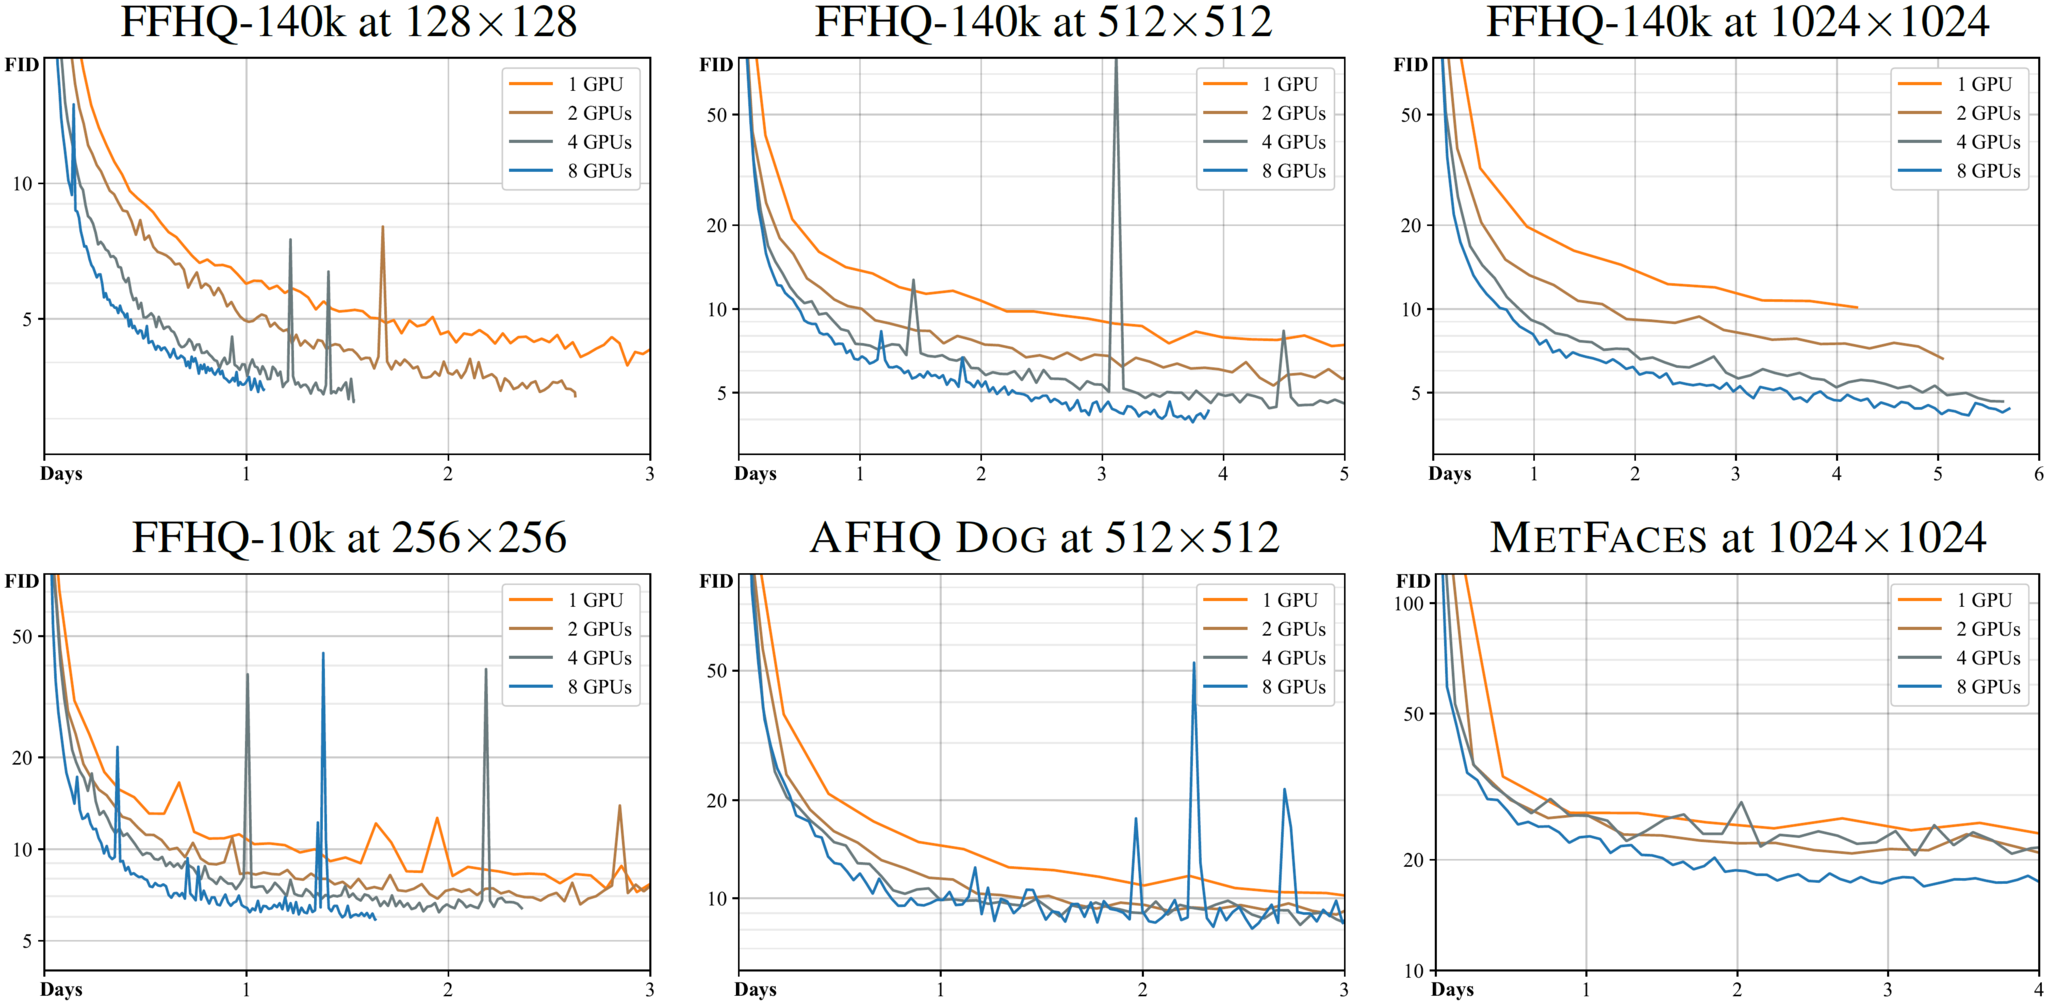 FFHQ-140k at 128×128
FID
10
5
1 GPU
2 GPUs
4 GPUs
8 GPUs
Days
1
2
3
FFHQ-140k at 512×512
FID
50
20
10
5
1 GPU
2 GPUs
4 GPUs
8 GPUs
Days
1
2
3
4
5
FFHQ-140k at 1024×1024
FID
50
20
10
5
1 GPU
2 GPUs
4 GPUs
8 GPUs
Days
1
2
3
4
5
6
FFHQ-10k at 256×256
FID
50
20
10
5
1 GPU
2 GPUs
4 GPUs
8 GPUs
Days
1
2
3
AFHQ DOG at 512×512
FID
50
20
10
1 GPU
2 GPUs
4 GPUs
8 GPUs
Days
1
2
3
METFACES at 1024×1024
FID
100
50
20
10
1 GPU
2 GPUs
4 GPUs
8 GPUs
Days
1
2
3
4